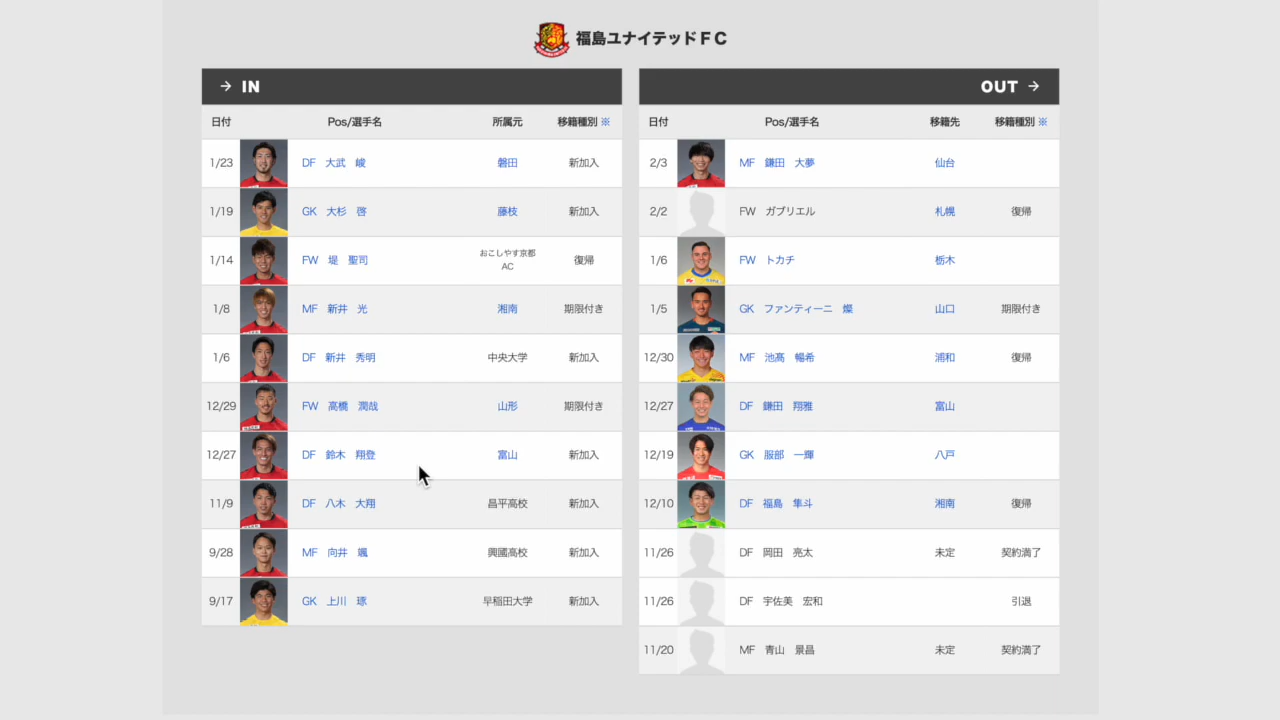 福島ユナイテッドＦＣ
→ IN
日付 Pos/選手名 所属元 移籍種別 ※
1/23 DF 大武　峻 磐田 新加入
1/19 GK 大杉　啓 藤枝 新加入
1/14 FW 堤　聖司 おこしやす京都AC 復帰
1/8 MF 新井　光 湘南 期限付き
1/6 DF 新井　秀明 中央大学 新加入
12/29 FW 高橋　潤哉 山形 期限付き
12/27 DF 鈴木　翔登 富山 新加入
11/9 DF 八木　大翔 昌平高校 新加入
9/28 MF 向井　颯 興國高校 新加入
9/17 GK 上川　琢 早稲田大学 新加入
OUT →
日付 Pos/選手名 移籍先 移籍種別 ※
2/3 MF 鎌田　大夢 仙台
2/2 FW ガブリエル 札幌 復帰
1/6 FW トカチ 栃木
1/5 GK ファンティーニ　燦 山口 期限付き
12/30 MF 池髙　暢希 浦和 復帰
12/27 DF 鎌田　翔雅 富山
12/19 GK 服部　一輝 八戸
12/10 DF 福島　隼斗 湘南 復帰
11/26 DF 岡田　亮太 未定 契約満了
11/26 DF 宇佐美　宏和 引退
11/20 MF 青山　景昌 未定 契約満了